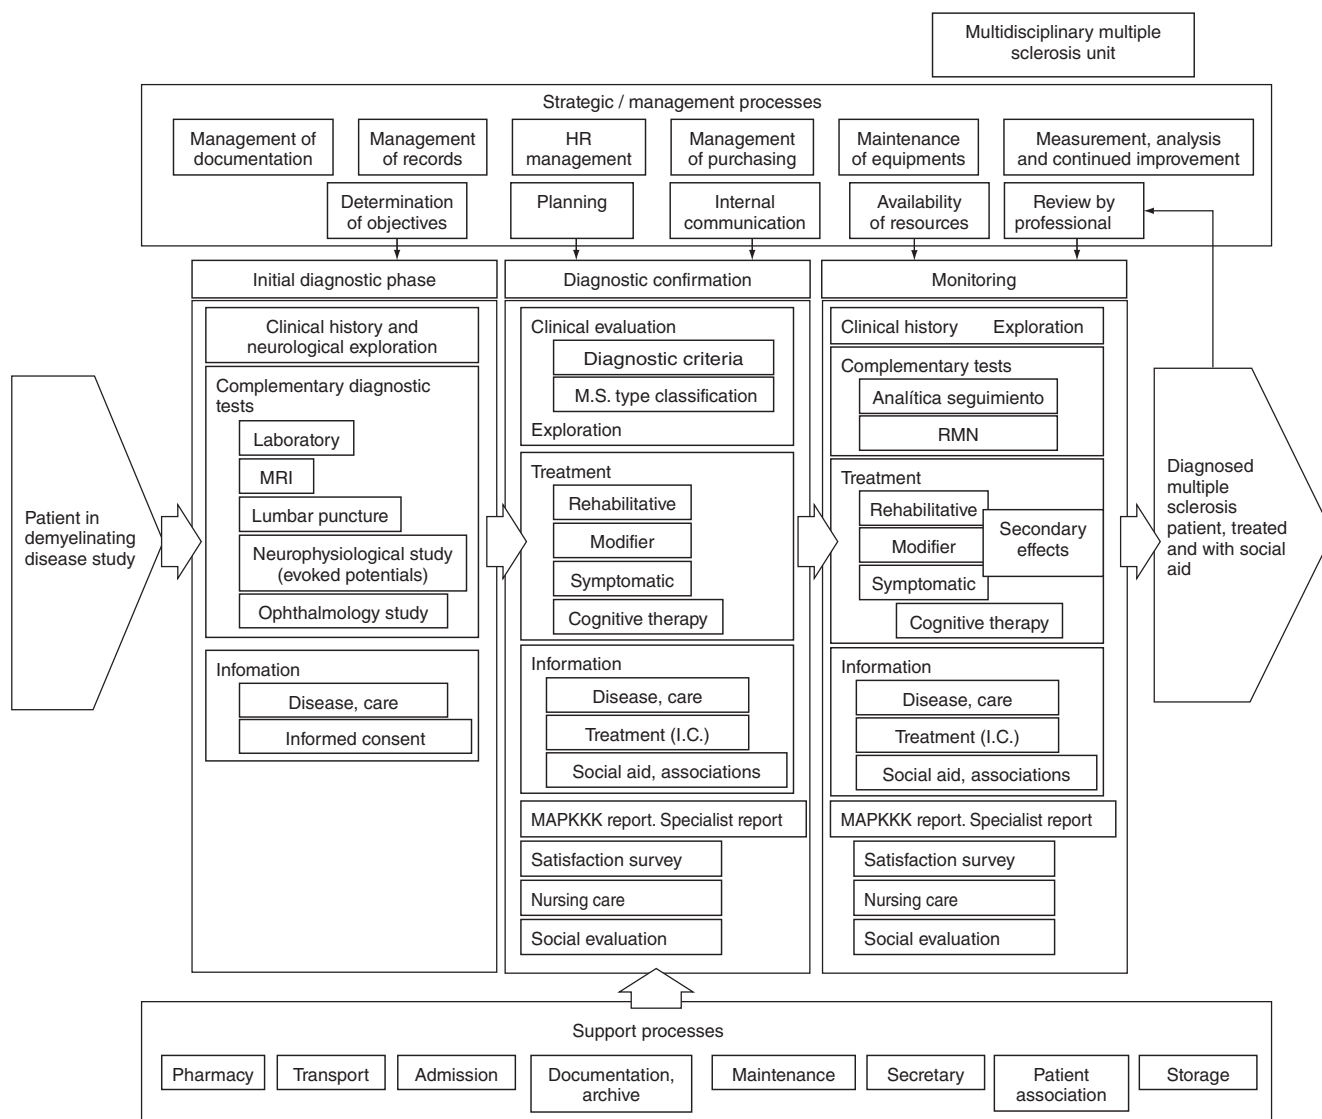 Multidisciplinary multiple
sclerosis unit
Strategic / management processes
Management of
documentation
Management
of records
HR
management
Management
of purchasing
Maintenance
of equipments
Measurement, analysis
and continued improvement
Determination
of objectives
Planning
Internal
communication
Availability
of resources
Review by
professional
Initial diagnostic phase
Diagnostic confirmation
Monitoring
Patient in
demyelinating
disease study
Clinical history and
neurological exploration
Complementary diagnostic
tests
Laboratory
MRI
Lumbar puncture
Neurophysiological study
(evoked potentials)
Ophthalmology study
Infomation
Disease, care
Informed consent
Clinical evaluation
Diagnostic criteria
M.S. type classification
Exploration
Treatment
Rehabilitative
Modifier
Symptomatic
Cognitive therapy
Information
Disease, care
Treatment (I.C.)
Social aid, associations
MAPKKK report. Specialist report
Satisfaction survey
Nursing care
Social evaluation
Clinical history Exploration
Complementary tests
Analítica seguimiento
RMN
Treatment
Rehabilitative
Modifier
Symptomatic
Secondary
effects
Cognitive therapy
Information
Disease, care
Treatment (I.C.)
Social aid, associations
MAPKKK report. Specialist report
Satisfaction survey
Nursing care
Social evaluation
Diagnosed
multiple
sclerosis
patient, treated
and with social
aid
Support processes
Pharmacy
Transport
Admission
Documentation,
archive
Maintenance
Secretary
Patient
association
Storage